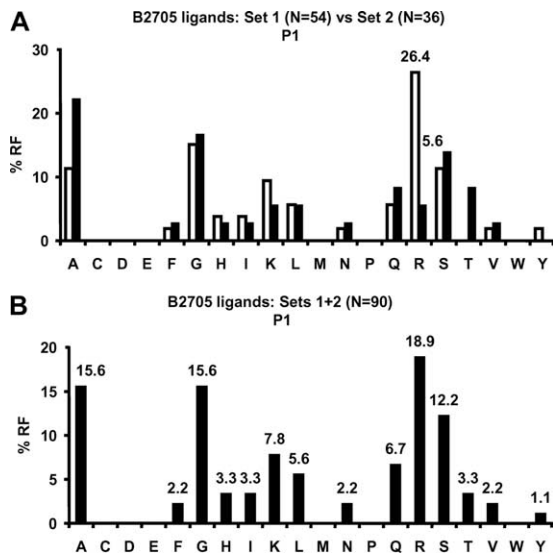 A
B2705 ligands: Set 1 (N=54) vs Set 2 (N=36)
P1
% RF
30
20
10
0
26.4
5.6
A C D E F G H I K L M N P Q R S T V W Y
B
B2705 ligands: Sets 1+2 (N=90)
P1
% RF
20
15
10
5
0
15.6
2.2
15.6
3.3
3.3
7.8
5.6
2.2
6.7
18.9
12.2
3.3
2.2
1.1
A C D E F G H I K L M N P Q R S T V W Y